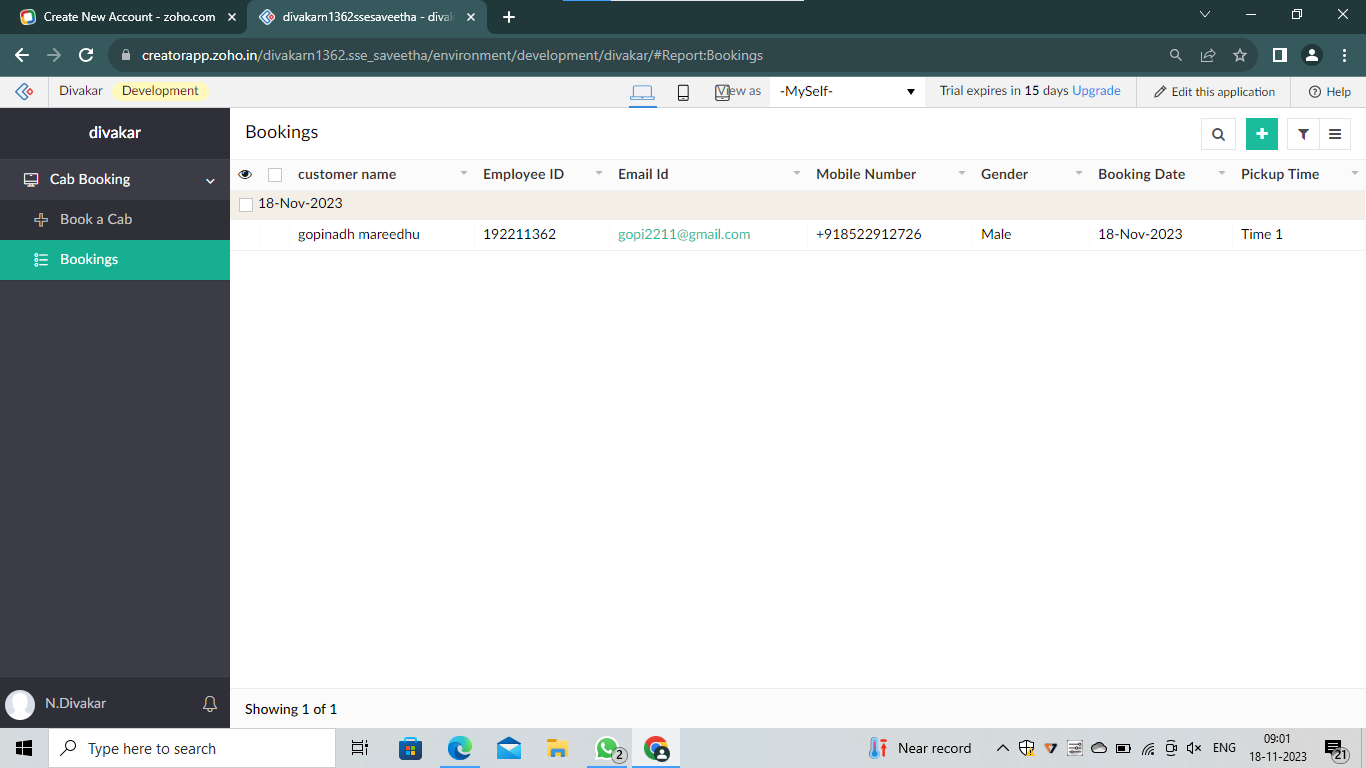 Create New Account - zoho.com
divakarn1362ssesaveetha - divak
creatorapp.zoho.in/divakarn1362.sse_saveetha/environment/development/divakar/#Report:Bookings
Divakar Development View as -MySelf- Trial expires in 15 days Upgrade Edit this application Help
divakar
Bookings
Cab Booking
Book a Cab
Bookings
customer name Employee ID Email Id Mobile Number Gender Booking Date Pickup Time
18-Nov-2023
gopinadh mareedhu 192211362 gopi2211@gmail.com +918522912726 Male 18-Nov-2023 Time 1
N.Divakar
Showing 1 of 1
Type here to search
2
Near record
ENG
09:01
18-11-2023
21